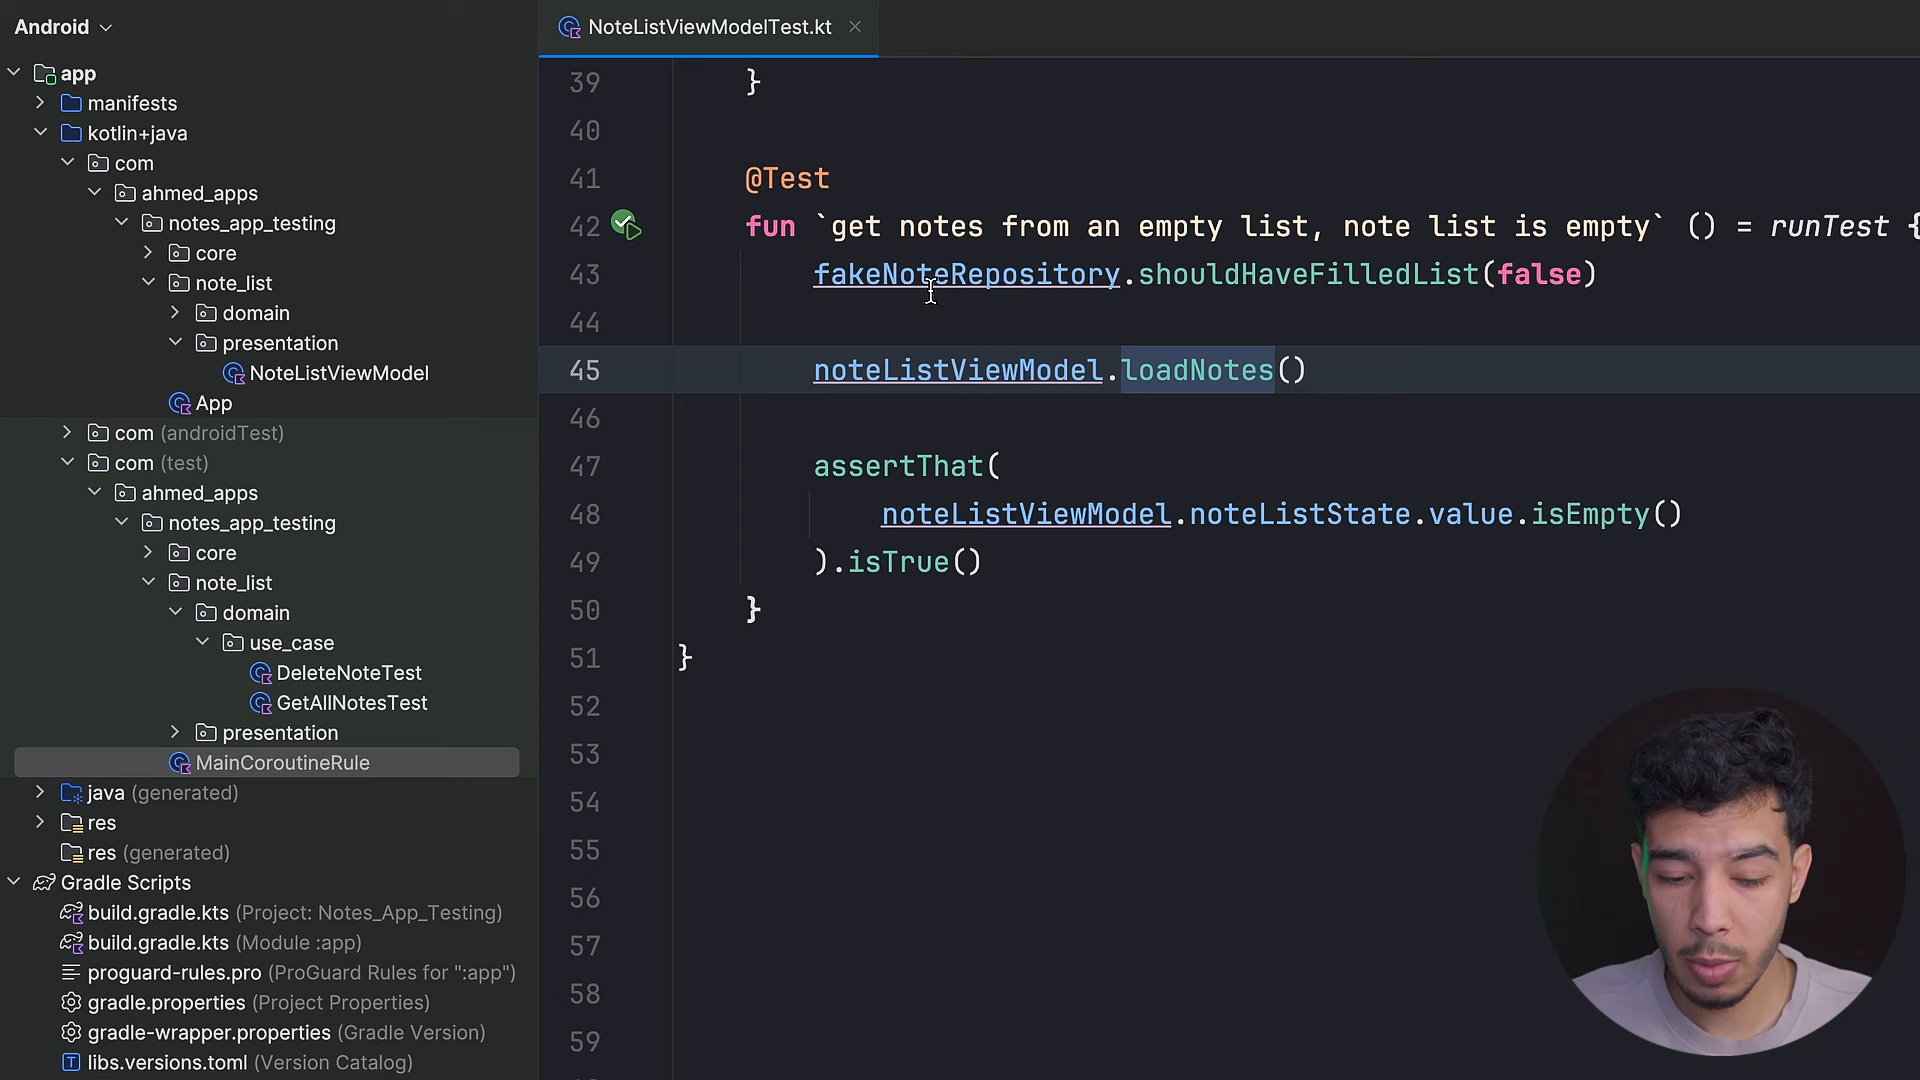 Android
app
manifests
kotlin+java
com
ahmed_apps
notes_app_testing
core
note_list
domain
presentation
NoteListViewModel
App
com (androidTest)
com (test)
ahmed_apps
notes_app_testing
core
note_list
domain
use_case
DeleteNoteTest
GetAllNotesTest
presentation
MainCoroutineRule
java (generated)
res
res (generated)
Gradle Scripts
build.gradle.kts (Project: Notes_App_Testing)
build.gradle.kts (Module :app)
proguard-rules.pro (ProGuard Rules for ":app")
gradle.properties (Project Properties)
gradle-wrapper.properties (Gradle Version)
libs.versions.toml (Version Catalog)
NoteListViewModelTest.kt
39 }
40
41 @Test
42 fun `get notes from an empty list, note list is empty` () = runTest {
43 fakeNoteRepository.shouldHaveFilledList(false)
44
45 noteListViewModel.loadNotes()
46
47 assertThat(
48 noteListViewModel.noteListState.value.isEmpty()
49 ).isTrue()
50 }
51 }
52
53
54
55
56
57
58
59